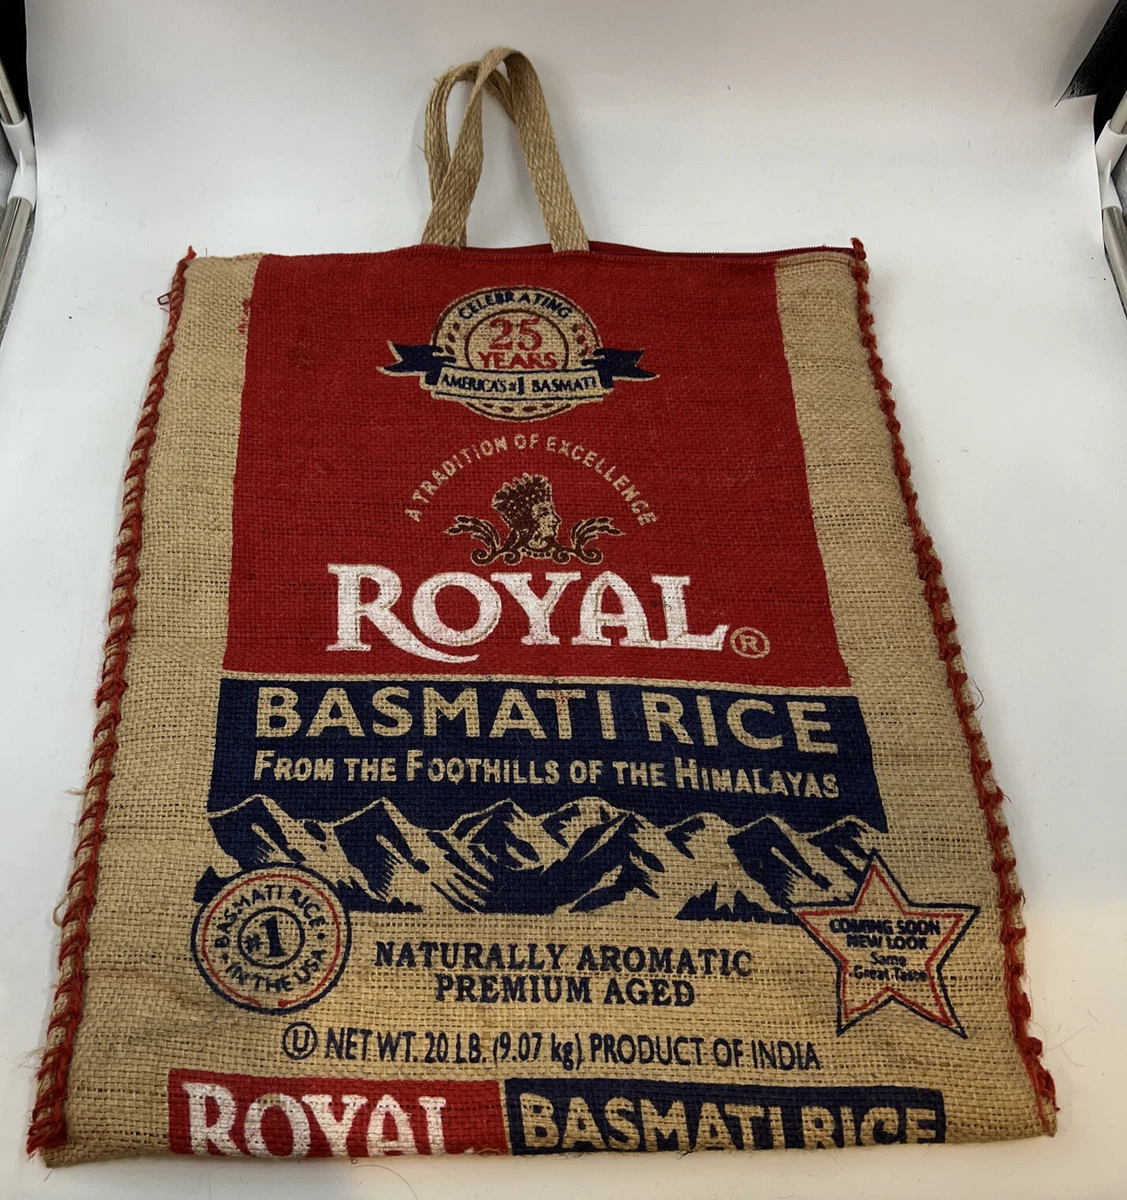 CELEBRATING
25
YEARS
AMERICA'S #1 BASMATI
A TRADITION OF EXCELLENCE
ROYAL®
BASMATI RICE
FROM THE FOOTHILLS OF THE HIMALAYAS
BASMATI RICE
#1
IN THE USA
COMING SOON
NEW LOOK
Same
Great Taste
NATURALLY AROMATIC
PREMIUM AGED
U NET WT. 20 LB. (9.07 kg) PRODUCT OF INDIA
ROYAL BASMATI RICE